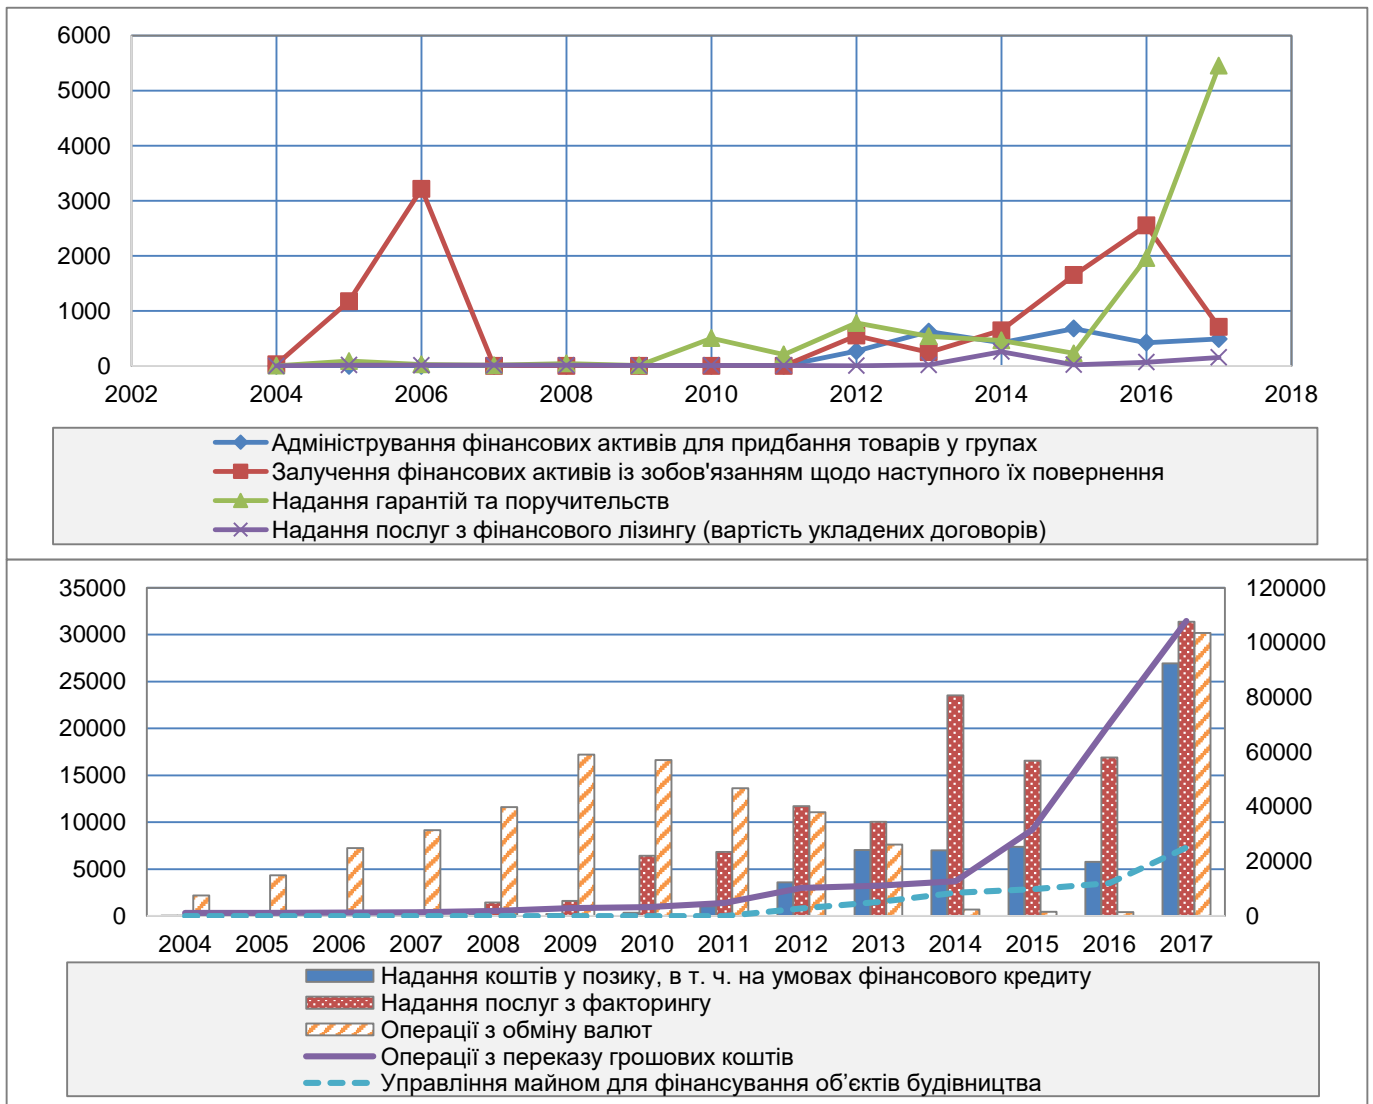 6000
5000
4000
3000
2000
1000
0
2002 2004 2006 2008 2010 2012 2014 2016 2018
Адміністрування фінансових активів для придбання товарів у групах
Залучення фінансових активів із зобов'язанням щодо наступного їх повернення
Надання гарантій та поручительств
Надання послуг з фінансового лізингу (вартість укладених договорів)
35000 120000
30000 100000
25000 80000
20000 60000
15000 40000
10000 20000
5000 0
0
2004 2005 2006 2007 2008 2009 2010 2011 2012 2013 2014 2015 2016 2017
Надання коштів у позику, в т. ч. на умовах фінансового кредиту
Надання послуг з факторингу
Операції з обміну валют
Операції з переказу грошових коштів
Управління майном для фінансування об’єктів будівництва